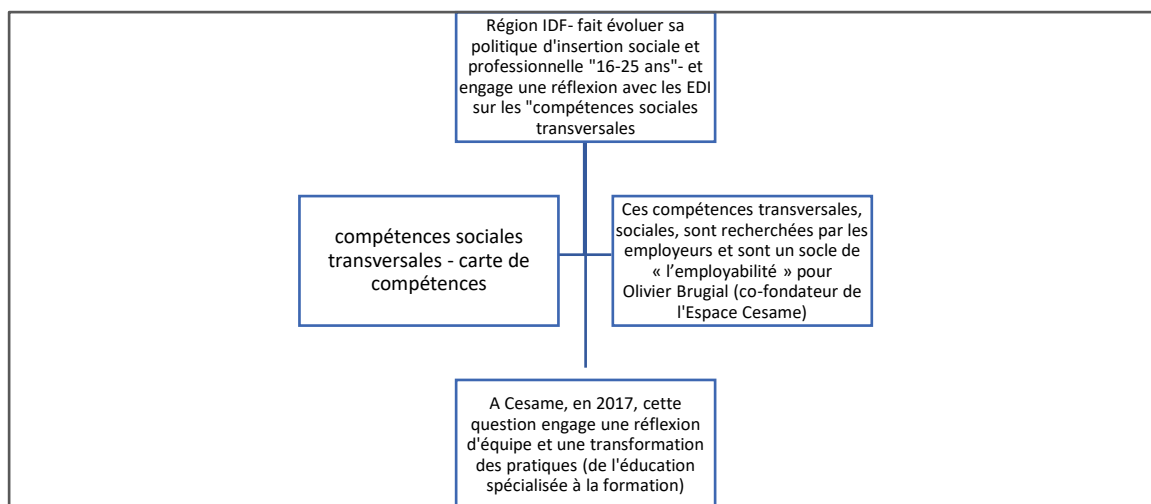 Région IDF- fait évoluer sa
politique d'insertion sociale et
professionnelle "16-25 ans"- et
engage une réflexion avec les EDI
sur les "compétences sociales
transversales
compétences sociales
transversales - carte de
compétences
Ces compétences transversales,
sociales, sont recherchées par les
employeurs et sont un socle de
« l’employabilité » pour
Olivier Brugial (co-fondateur de
l'Espace Cesame)
A Cesame, en 2017, cette
question engage une réflexion
d'équipe et une transformation
des pratiques (de l'éducation
spécialisée à la formation)